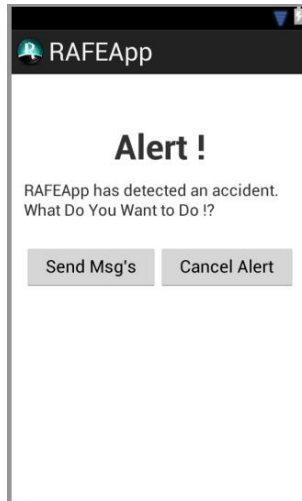 RAFEApp
Alert !
RAFEApp has detected an accident.
What Do You Want to Do !?
Send Msg's
Cancel Alert